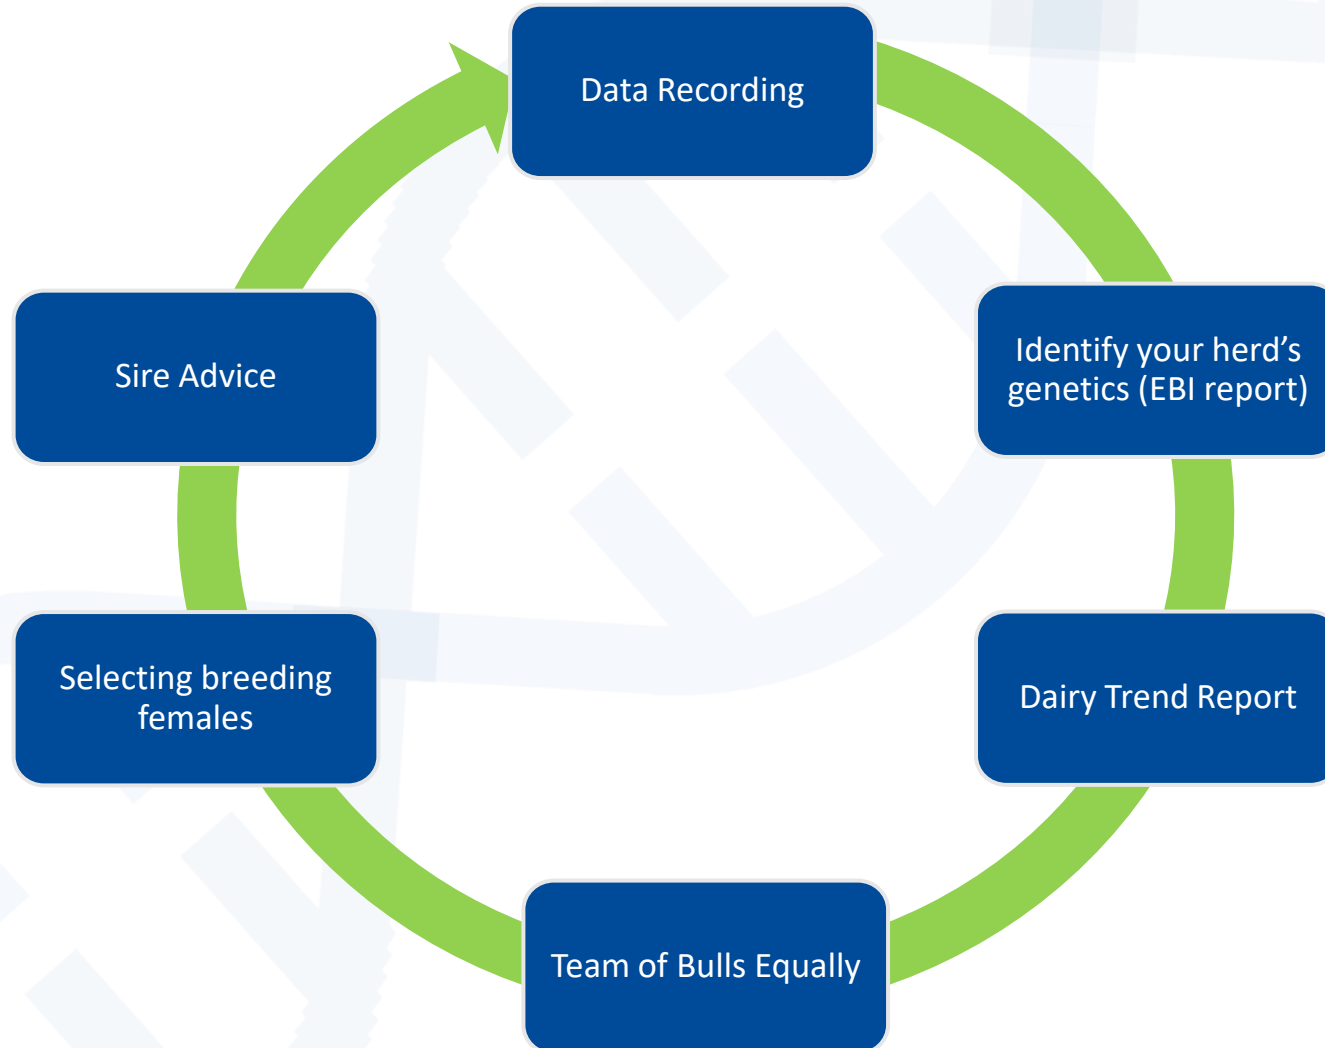 Data Recording
Identify your herd’s
genetics (EBI report)
Dairy Trend Report
Team of Bulls Equally
Selecting breeding
females
Sire Advice